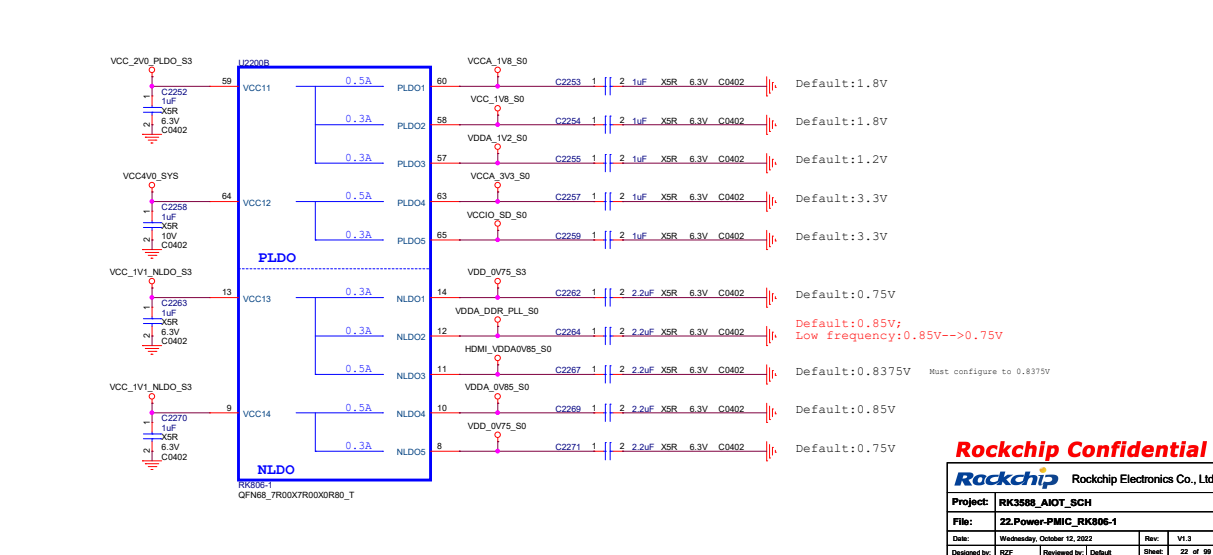 U2200B
VCC_2V0_PLDO_S3
59
VCC11
1
2
C2252
1uF
X5R
6.3V
C0402
0.5A
PLDO1
60
VCCA_1V8_S0
C2253 1 2 1uF X5R 6.3V C0402
Default:1.8V
0.3A
PLDO2
58
VCC_1V8_S0
C2254 1 2 1uF X5R 6.3V C0402
Default:1.8V
0.3A
PLDO3
57
VDDA_1V2_S0
C2255 1 2 1uF X5R 6.3V C0402
Default:1.2V
VCC4V0_SYS
64
VCC12
1
2
C2258
1uF
X5R
10V
C0402
0.5A
PLDO4
63
VCCA_3V3_S0
C2257 1 2 1uF X5R 6.3V C0402
Default:3.3V
0.3A
PLDO5
65
VCCIO_SD_S0
C2259 1 2 1uF X5R 6.3V C0402
Default:3.3V
PLDO
VCC_1V1_NLDO_S3
13
VCC13
1
2
C2263
1uF
X5R
6.3V
C0402
0.3A
NLDO1
14
VDD_0V75_S3
C2262 1 2 2.2uF X5R 6.3V C0402
Default:0.75V
0.3A
NLDO2
12
VDDA_DDR_PLL_S0
C2264 1 2 2.2uF X5R 6.3V C0402
Default:0.85V;
Low frequency:0.85V-->0.75V
0.5A
NLDO3
11
HDMI_VDDA0V85_S0
C2267 1 2 2.2uF X5R 6.3V C0402
Default:0.8375V Must configure to 0.8375V
VCC_1V1_NLDO_S3
9
VCC14
1
2
C2270
1uF
X5R
6.3V
C0402
0.5A
NLDO4
10
VDDA_0V85_S0
C2269 1 2 2.2uF X5R 6.3V C0402
Default:0.85V
0.3A
NLDO5
8
VDD_0V75_S0
C2271 1 2 2.2uF X5R 6.3V C0402
Default:0.75V
NLDO
RK806-1
QFN68_7R00X7R00X0R80_T
Rockchip Confidential
Rockchip Rockchip Electronics Co., Ltd
Project: RK3588_AIOT_SCH
File: 22.Power-PMIC_RK806-1
Date: Wednesday, October 12, 2022 Rev: V1.3
Designed by: RZF Reviewed by: Default Sheet: 22 of 99